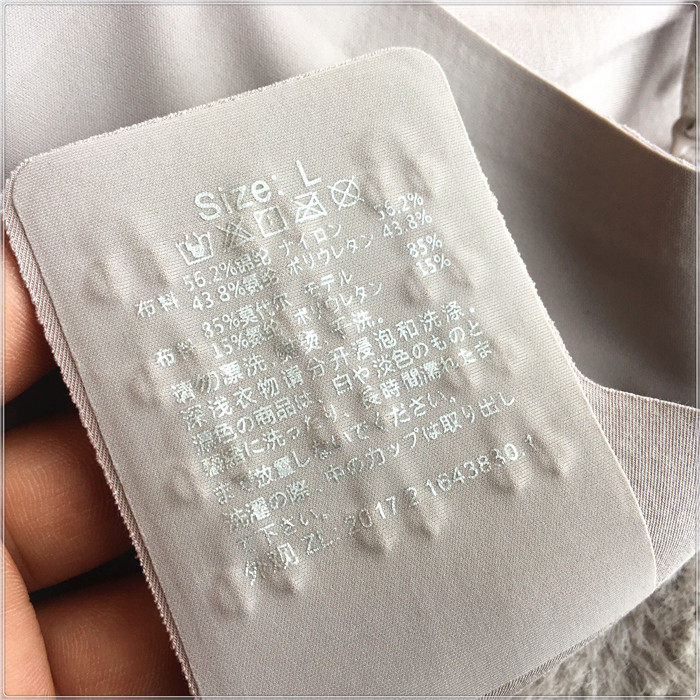 Size: L
56.2%锦纶 ナイロン 56.2%
布料 43.8%氨纶 ポリウレタン 43.8%
85%莫代尔 モデル 85%
布料 15%氨纶 ポリウレタン 15%
请勿漂洗 手洗。
深浅衣物请分开浸泡和洗涤.
濃色の商品は、白や淡色のものと
一緒に洗ったり、長時間濡れたま
ま 放置しないでください。
洗濯の際、中のカップは取り出し
て下さい。
ZL. 2017 2 1643830.1